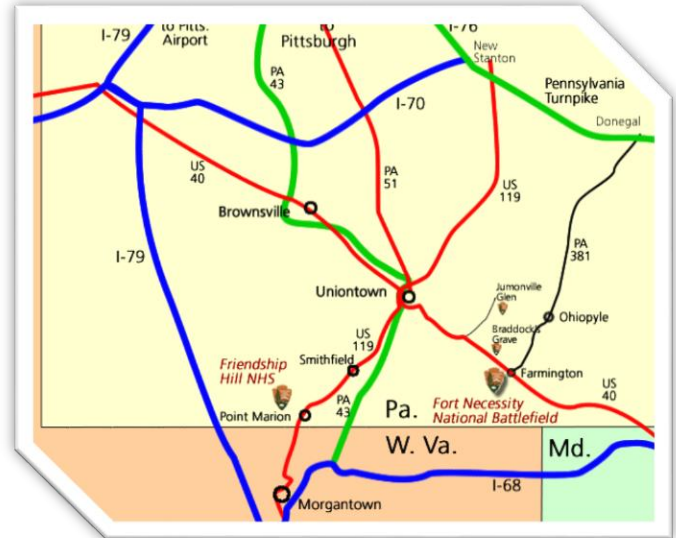 I-79
to Pitts.
Airport
Pittsburgh
I-76
New
Stanton
PA
43
Pennsylvania
Turnpike
I-70
Donegal
US
40
PA
51
US
119
Brownsville
PA
381
I-79
Uniontown
Jumonville
Glen
Braddock's
Grave
Ohiopyle
US
119
Smithfield
Friendship
Hill NHS
Farmington
PA
43
Pa.
US
40
Point Marion
Fort Necessity
National Battlefield
W. Va.
Md.
I-68
Morgantown